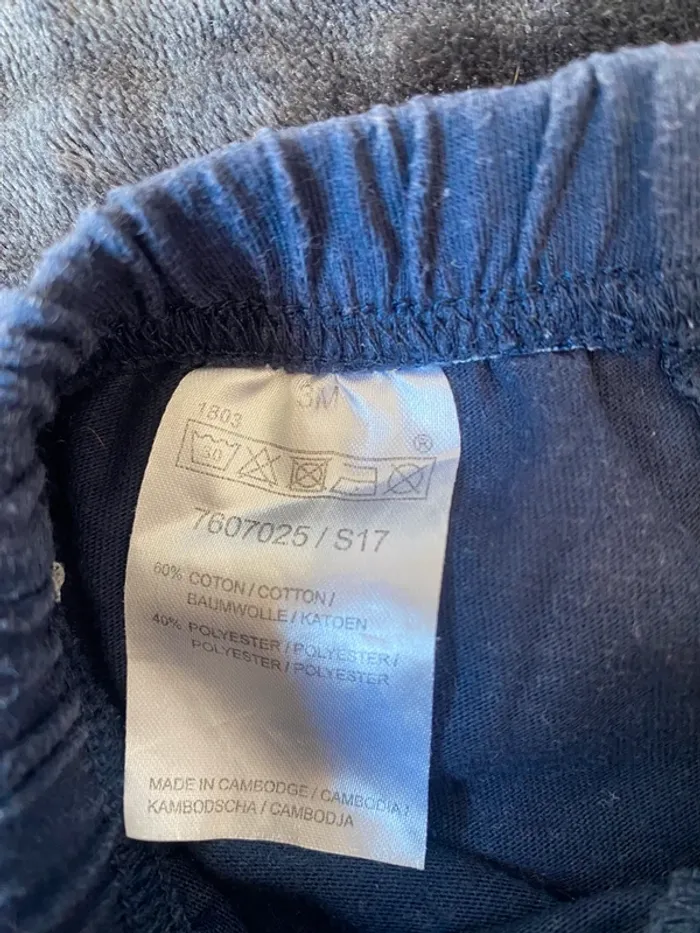 3M
1803
30
®
7607025 / S17
60% COTON / COTTON /
BAUMWOLLE / KATOEN
40% POLYESTER / POLYESTER /
POLYESTER / POLYESTER
MADE IN CAMBODGE / CAMBODIA /
KAMBODSCHA / CAMBODJA